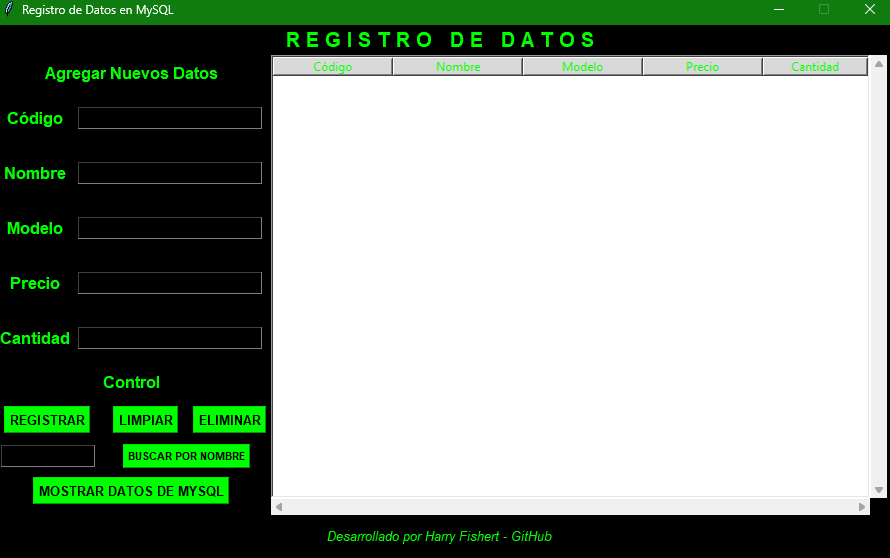 Registro de Datos en MySQL
REGISTRO DE DATOS
Agregar Nuevos Datos
Código
Nombre
Modelo
Precio
Cantidad
Control
REGISTRAR LIMPIAR ELIMINAR
BUSCAR POR NOMBRE
MOSTRAR DATOS DE MYSQL
Código Nombre Modelo Precio Cantidad
Desarrollado por Harry Fishert - GitHub